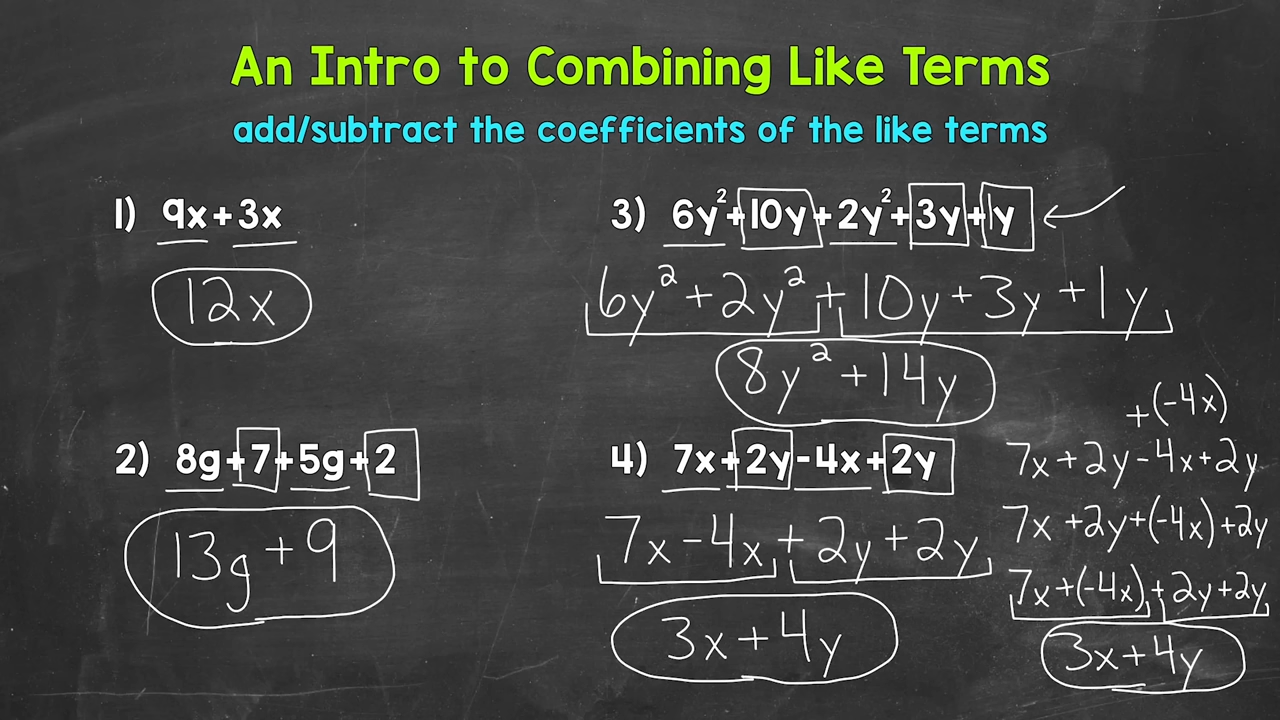 An Intro to Combining Like Terms
add/subtract the coefficients of the like terms
1) 9x+3x
12x
2) 8g+7+5g+2
13g+9
3) 6y²+10y+2y²+3y+1y
6y²+2y²+10y+3y+1y
8y²+14y
4) 7x+2y-4x+2y
7x-4x+2y+2y
3x+4y
+(-4x)
7x+2y-4x+2y
7x+2y+(-4x)+2y
7x+(-4x)+2y+2y
3x+4y